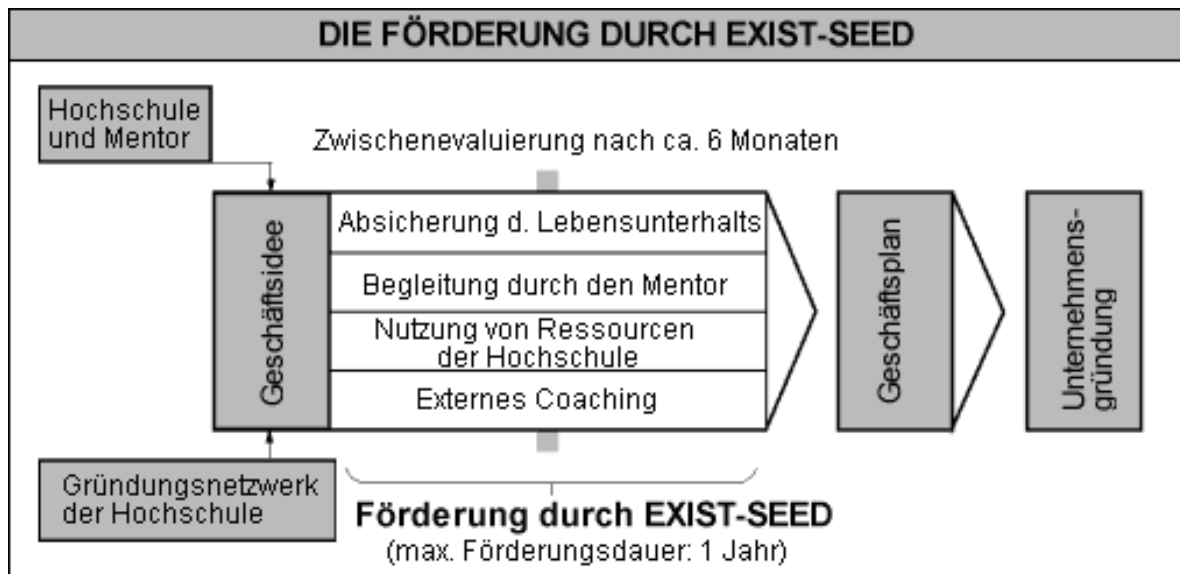 DIE FÖRDERUNG DURCH EXIST-SEED
Hochschule
und Mentor
Zwischenevaluierung nach ca. 6 Monaten
Geschäftsidee
Absicherung d. Lebensunterhalts
Begleitung durch den Mentor
Nutzung von Ressourcen
der Hochschule
Externes Coaching
Geschäftsplan
Unternehmens-
gründung
Gründungsnetzwerk
der Hochschule
Förderung durch EXIST-SEED
(max. Förderungsdauer: 1 Jahr)